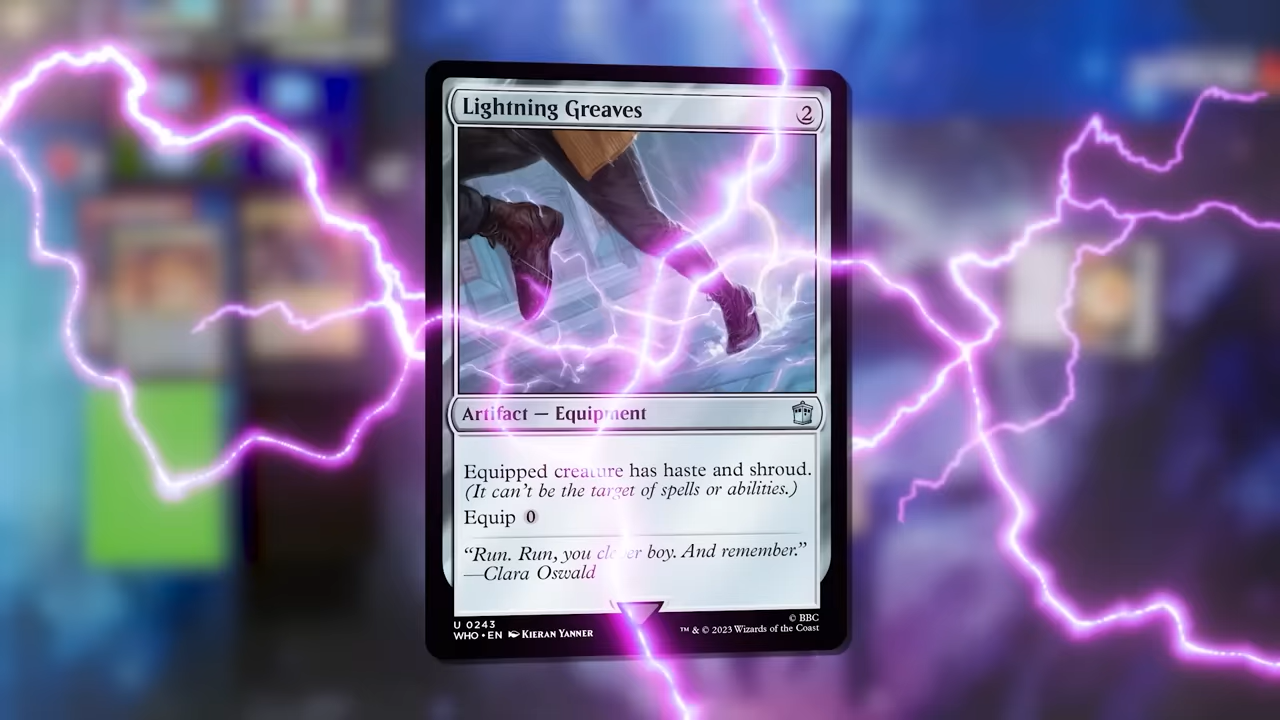 Lightning Greaves
2
Artifact — Equipment
Equipped creature has haste and shroud.
(It can't be the target of spells or abilities.)
Equip 0
“Run. Run, you clever boy. And remember.”
—Clara Oswald
U 0243
WHO • EN KIERAN YANNER
© BBC
™ & © 2023 Wizards of the Coast